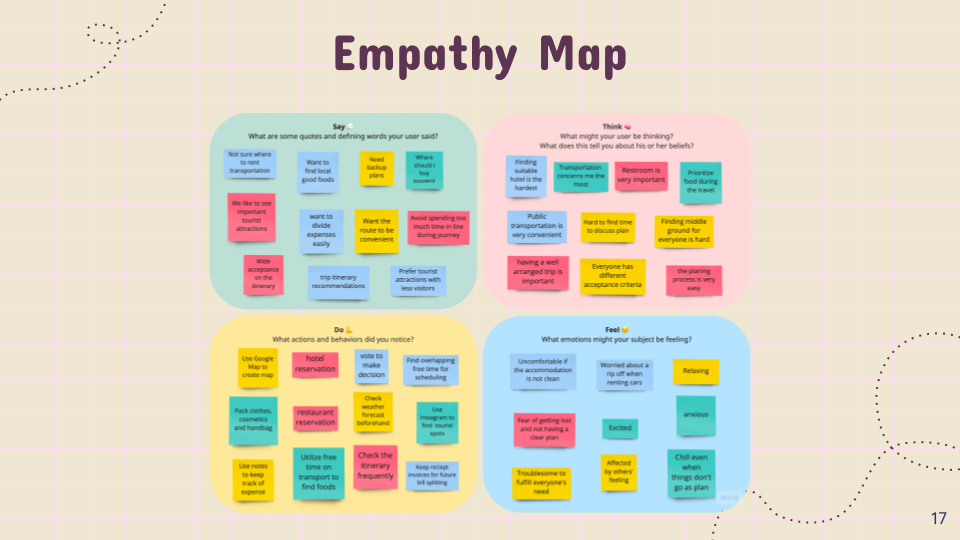 Empathy Map
Say
What are some quotes and defining words your user said?
Not sure where
to rent
transportation
Want to
find local
good foods
Need
backup
plans
Where
should I
buy
souvenir
We like to see
important
tourist
attractions
want to
divide
expenses
easily
Want the
route to be
convenient
Avoid spending too
much time in line
during journey
Wide
acceptance
on the
itinerary
trip itinerary
recommendations
Prefer tourist
attractions with
less visitors
Think
What might your user be thinking?
What does this tell you about his or her beliefs?
Finding
suitable
hotel is the
hardest
Transportation
concerns me the
most
Restroom is
very important
Prioritize
food during
the travel
Public
transportation is
very convenient
Hard to find time
to discuss plan
Finding middle
ground for
everyone is hard
having a well
arranged trip is
important
Everyone has
different
acceptance criteria
the planing
process is very
easy
Do
What actions and behaviors did you notice?
Use Google
Map to
create map
hotel
reservation
vote to
make
decision
Find overlapping
free time for
scheduling
Pack clothes,
cosmetics
and handbag
restaurant
reservation
Check
weather
forecast
beforehand
Use
Instagram to
find tourist
spots
Use notes
to keep
track of
expense
Utilize free
time on
transport to
find foods
Check the
itinerary
frequently
Keep reciept
invoices for future
bill splitting
Feel
What emotions might your subject be feeling?
Uncomfortable if
the accommodation
is not clean
Worried about a
rip off when
renting cars
Relaxing
Fear of getting lost
and not having a
clear plan
Excited
anxious
Troublesome to
fulfill everyone's
need
Affected
by others'
feeling
Chill even
when
things don't
go as plan
miro
17